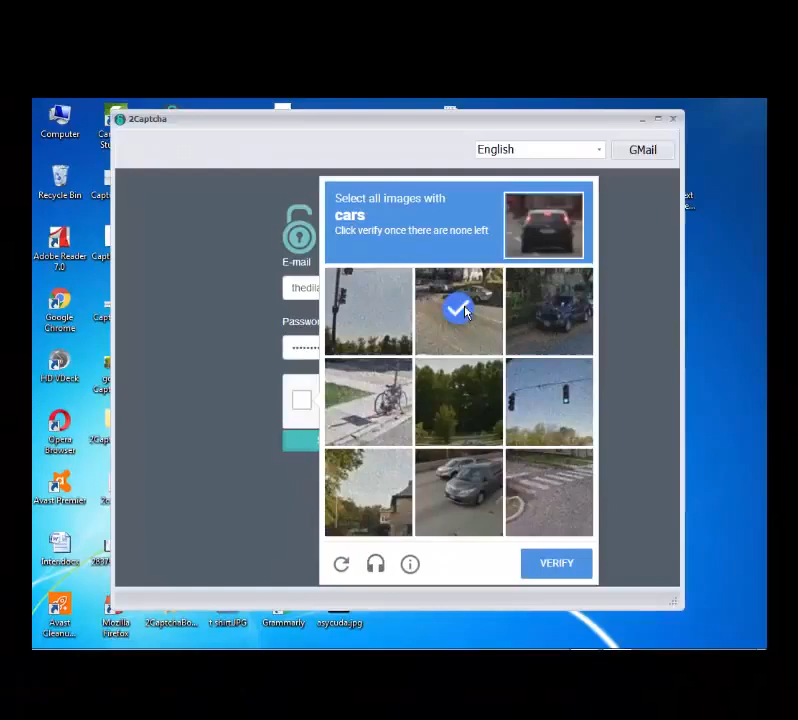 2Captcha
English
GMail
Computer
Recycle Bin
Adobe Reader
7.0
Google
Chrome
HD VDeck
Opera
Browser
Avast Premier
Avast
Cleanu...
Mozilla
Firefox
2CaptchaBo...
t shirt.JPG
Grammarly
asycuda.jpg
E-mail
Select all images with
cars
Click verify once there are none left
VERIFY